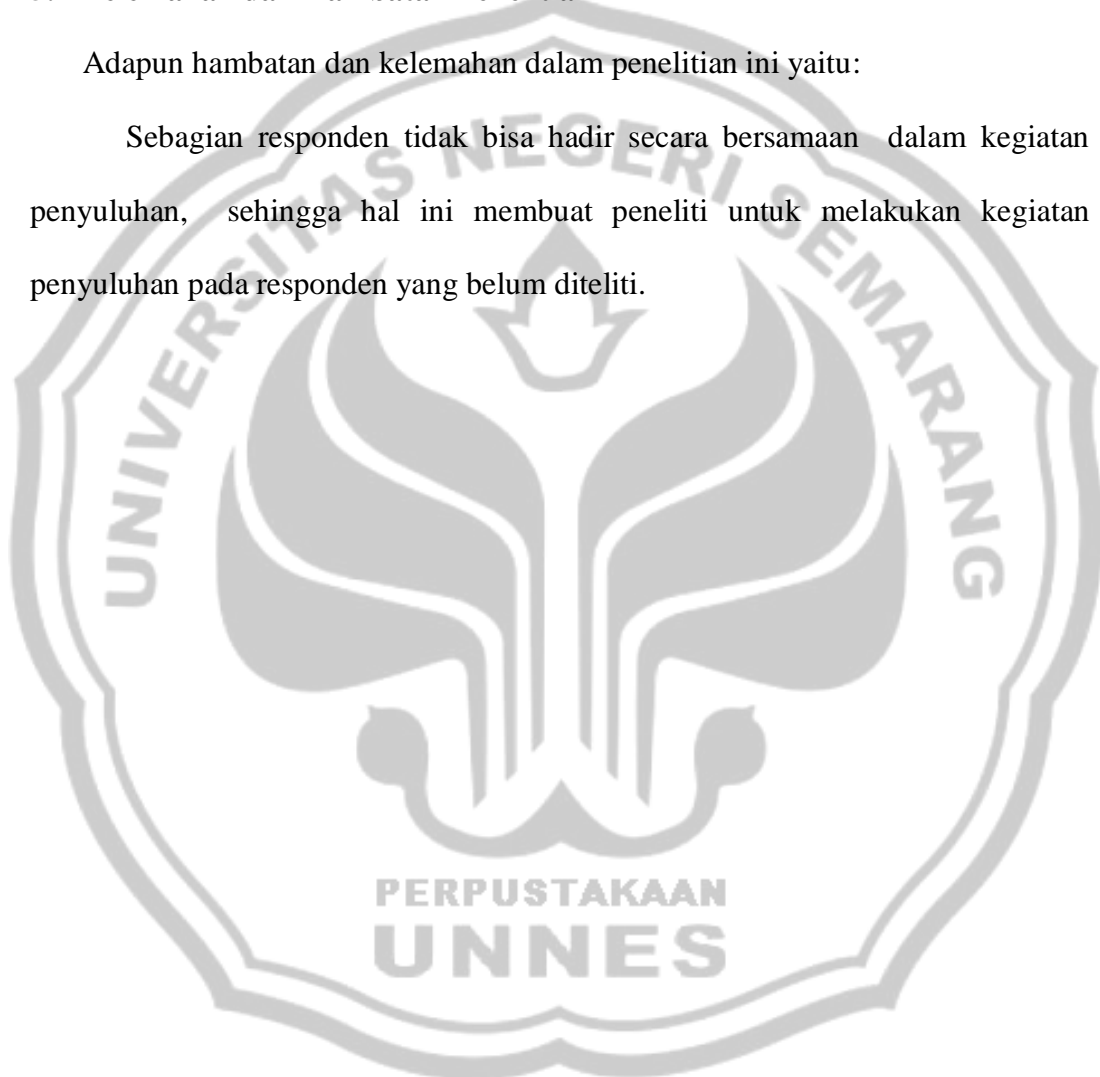 Adapun hambatan dan kelemahan dalam penelitian ini yaitu:
Sebagian responden tidak bisa hadir secara bersamaan dalam kegiatan
penyuluhan, sehingga hal ini membuat peneliti untuk melakukan kegiatan
penyuluhan pada responden yang belum diteliti.
UNIVERSITAS NEGERI SEMARANG
PERPUSTAKAAN
UNNES